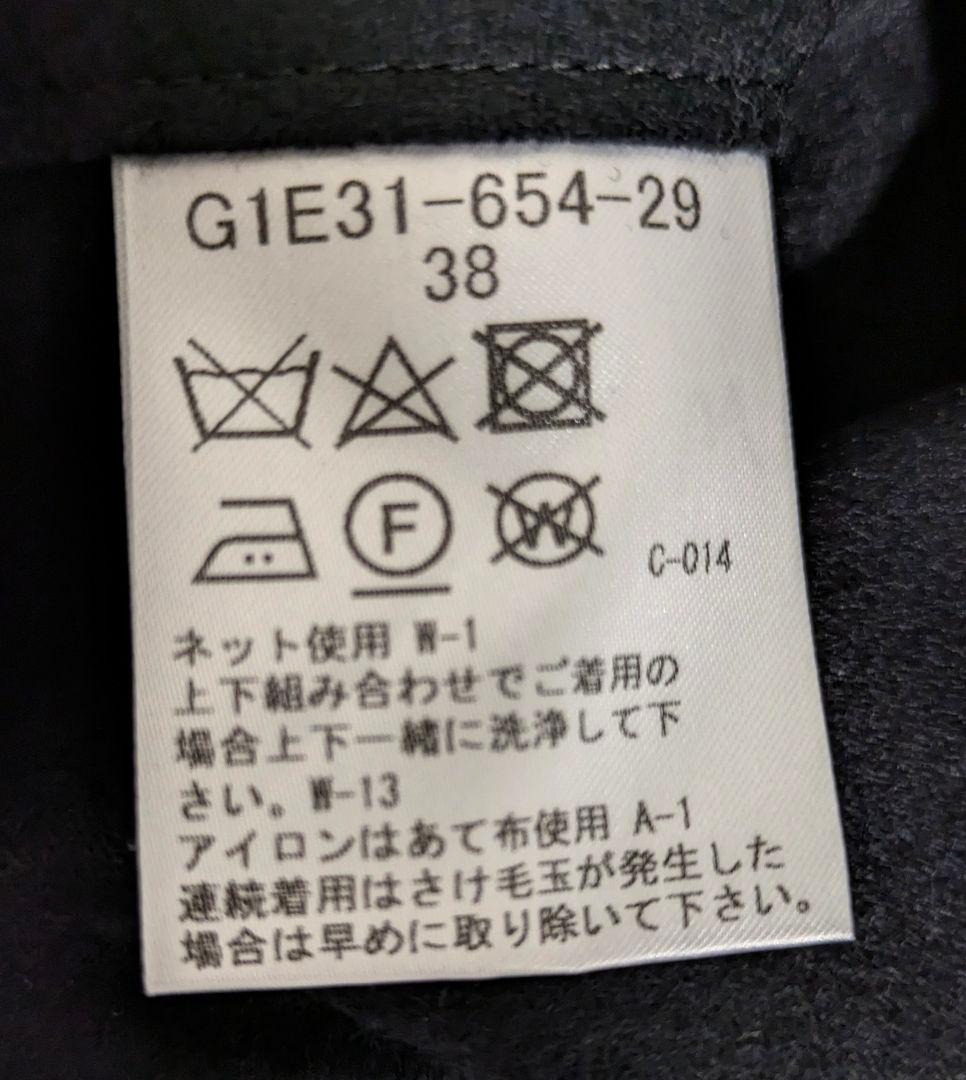 G1E31-654-29
38
F
W
C-014
ネット使用 W-1
上下組み合わせでご着用の
場合上下一緒に洗浄して下
さい。W-13
アイロンはあて布使用 A-1
連続着用はさけ毛玉が発生した
場合は早めに取り除いて下さい。